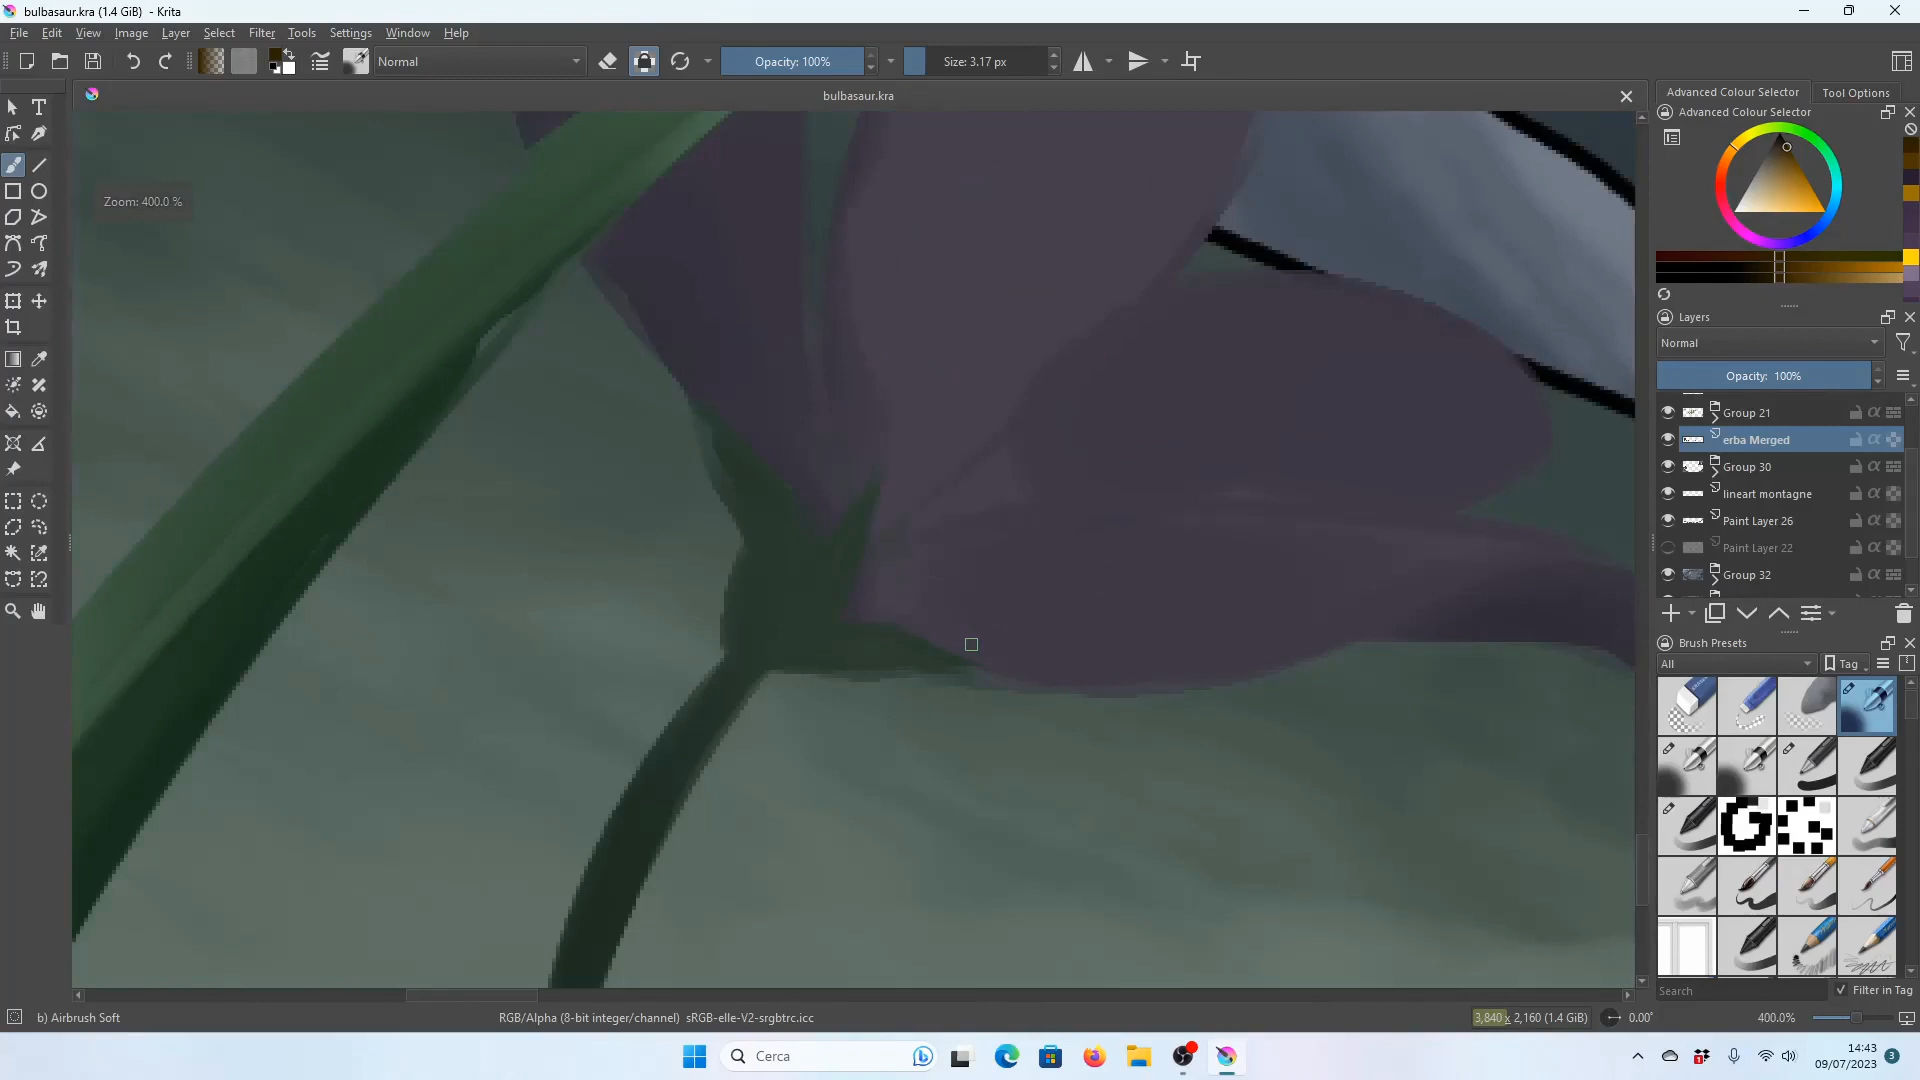 bulbasaur.kra (1.4 GiB)  - Krita
File Edit View Image Layer Select Filter Tools Settings Window Help
Normal
Opacity: 100%
Size: 3.17 px
bulbasaur.kra
Advanced Colour Selector
Tool Options
Advanced Colour Selector
Zoom: 400.0 %
Layers
Normal
Opacity:  100%
Group 21
erba Merged
Group 30
lineart montagne
Paint Layer 26
Paint Layer 22
Group 32
Brush Presets
All
Tag
Search
Filter in Tag
b) Airbrush Soft
RGB/Alpha (8-bit integer/channel)  sRGB-elle-V2-srgbtrc.icc
3,840 x 2,160 (1.4 GiB)
0.00°
400.0%
Cerca
14:43
09/07/2023
1
3